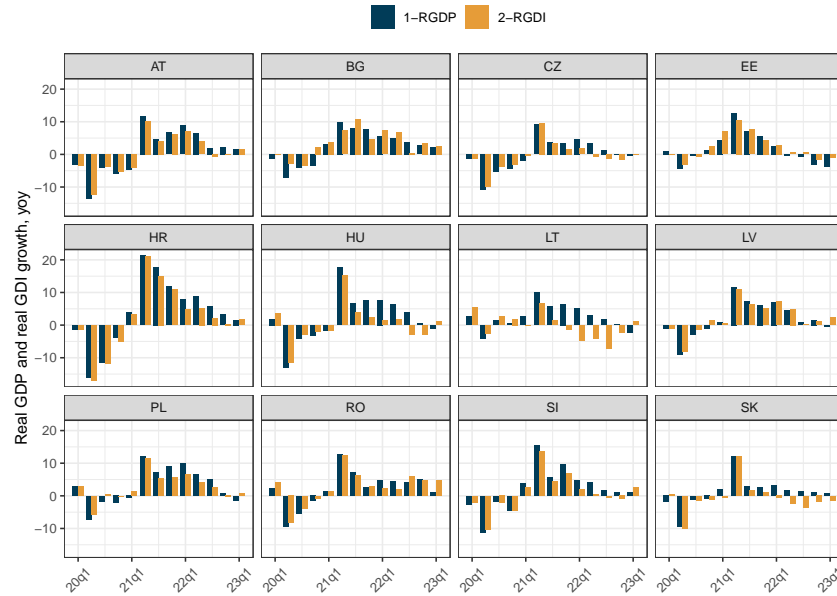 1−RGDP 2−RGDI
Real GDP and real GDI growth, yoy
AT BG CZ EE
20
10
0
−10
HR HU LT LV
20
10
0
−10
PL RO SI SK
20
10
0
−10
20q1 21q1 22q1 23q1 20q1 21q1 22q1 23q1 20q1 21q1 22q1 23q1 20q1 21q1 22q1 23q1